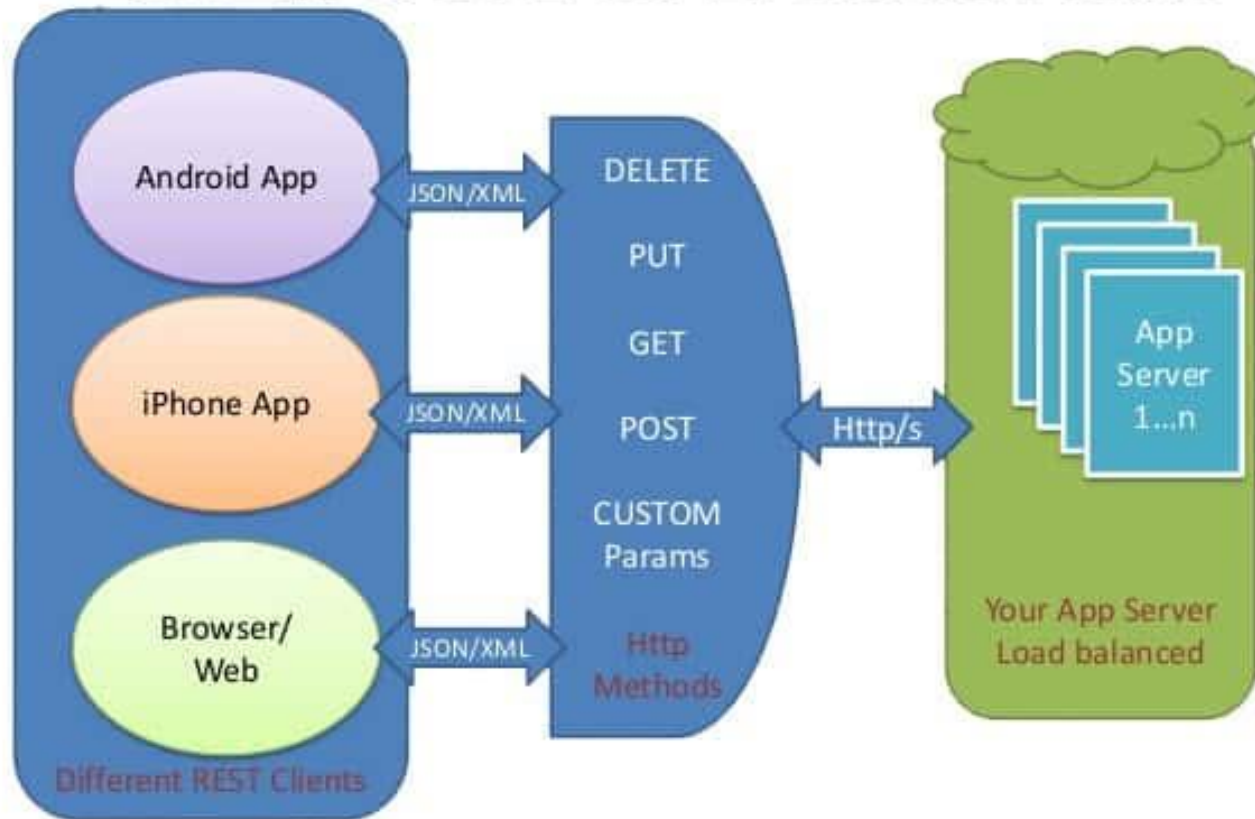 Android App
JSON/XML
iPhone App
JSON/XML
Browser/
Web
JSON/XML
Different REST Clients
DELETE
PUT
GET
POST
CUSTOM
Params
Http
Methods
Http/s
App
Server
1...n
Your App Server
Load balanced